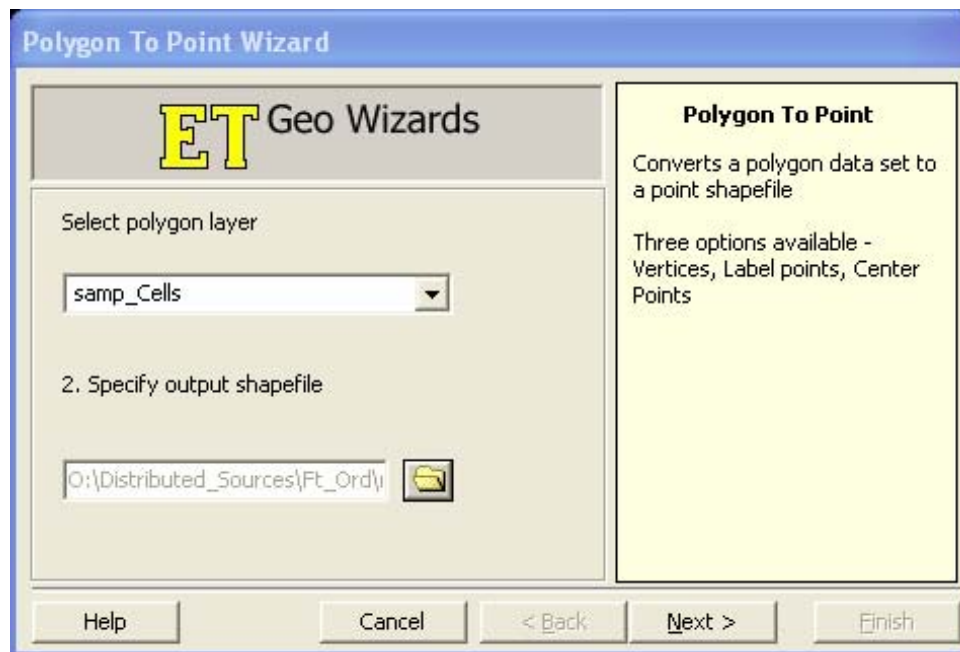 Polygon To Point Wizard
ET Geo Wizards
Select polygon layer
samp_Cells
2. Specify output shapefile
O:\Distributed_Sources\Ft_Ord\
Polygon To Point
Converts a polygon data set to
a point shapefile
Three options available -
Vertices, Label points, Center
Points
Help
Cancel
< Back
Next >
Finish